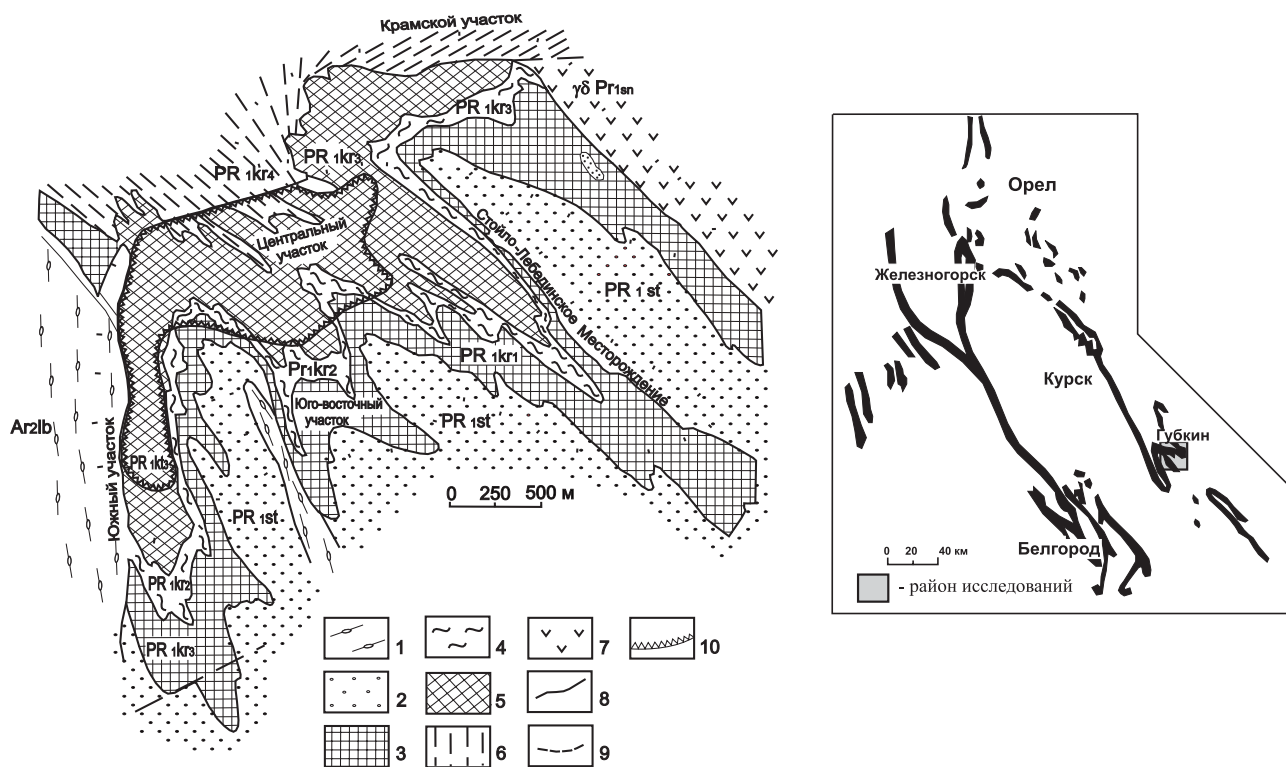 Крамской участок
γδ Pr1sn
PR 1kr3
PR 1kr3
PR 1kr4
Центральный
участок
Стойло-Лебединское Месторождение
PR 1 st
PR 1kr1
Pr1kr2
Юго-восточный
участок
PR 1st
Ar2lb
Южный участок
PR 1st
PR 1kr2
PR 1kr3
0 250 500 м
1
2
3
4
5
6
7
8
9
10
Орел
Железногорск
Курск
Губкин
Белгород
0 20 40 км
- район исследований